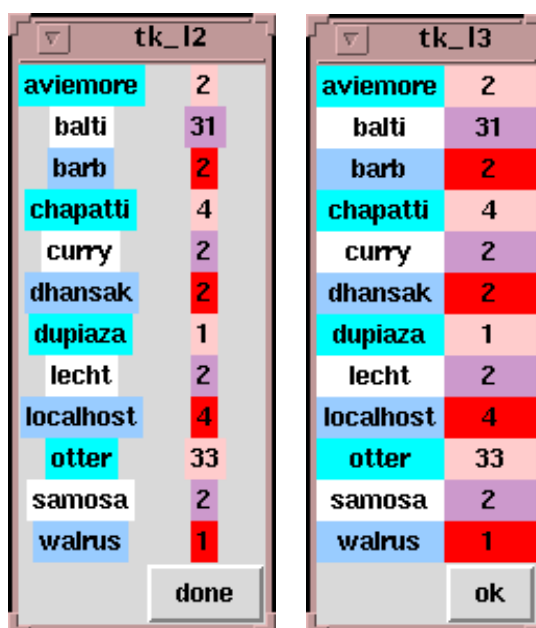 tk_l2
aviemore 2
balti 31
barb 2
chapatti 4
curry 2
dhansak 2
dupiaza 1
lecht 2
localhost 4
otter 33
samosa 2
walrus 1
done
tk_l3
aviemore 2
balti 31
barb 2
chapatti 4
curry 2
dhansak 2
dupiaza 1
lecht 2
localhost 4
otter 33
samosa 2
walrus 1
ok